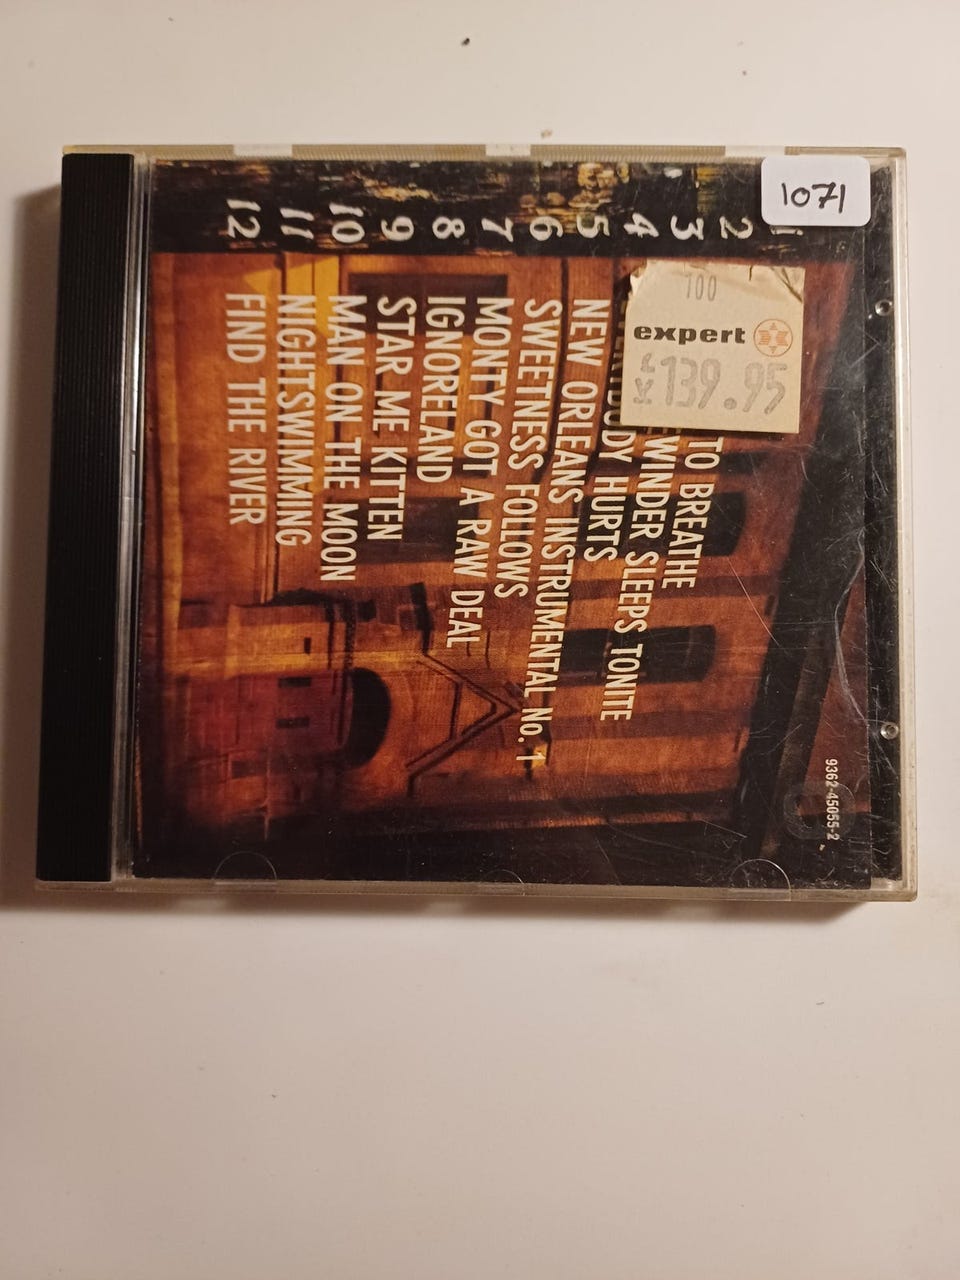 1071
100
expert
139.95
2 TO BREATHE
3 WINDER SLEEPS TONITE
4 BODY HURTS
5 NEW ORLEANS INSTRUMENTAL No. 1
6 SWEETNESS FOLLOWS
7 MONTY GOT A RAW DEAL
8 IGNORELAND
9 STAR ME KITTEN
10 MAN ON THE MOON
11 NIGHTSWIMMING
12 FIND THE RIVER
9362-45055-2